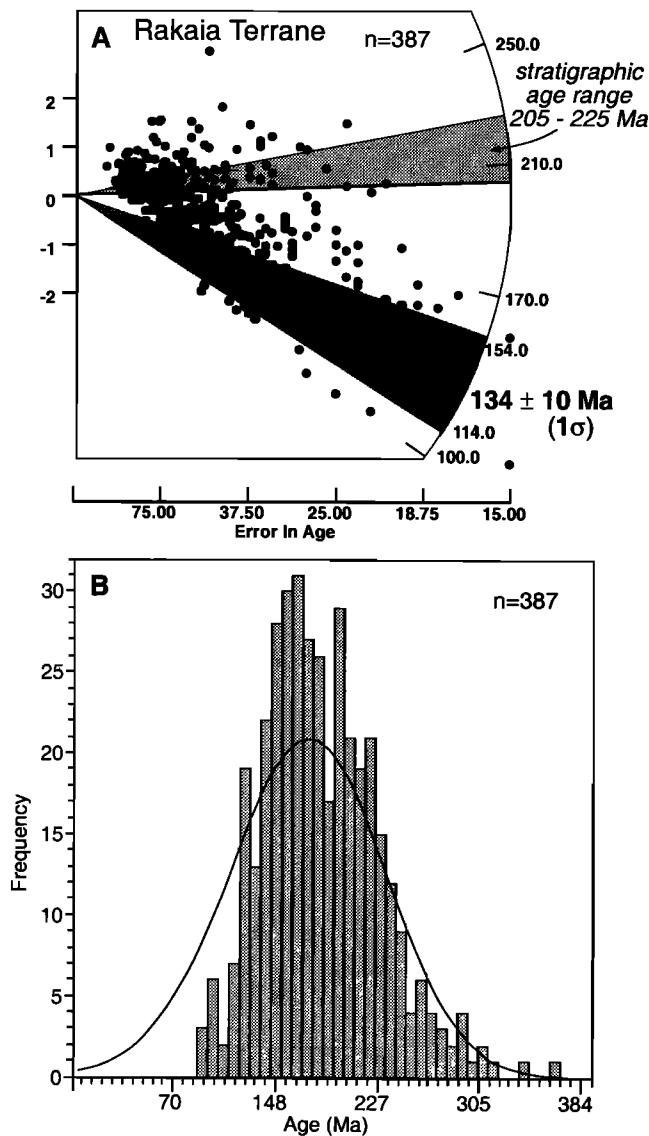 A Rakaia Terrane n=387
250.0
stratigraphic
age range
205 - 225 Ma
2
1
210.0
0
-1
-2
170.0
154.0
134 ± 10 Ma
(1σ)
114.0
100.0
75.00 37.50 25.00 18.75 15.00
Error In Age
B n=387
30
25
20
15
10
5
0
Frequency
70 148 227 305 384
Age (Ma)